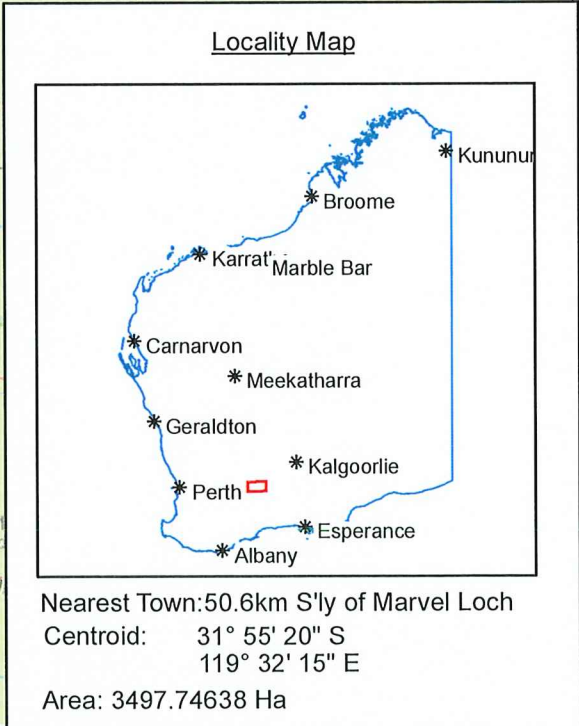 Locality Map
Kununur
Broome
Karrat'
Marble Bar
Carnarvon
Meekatharra
Geraldton
Kalgoorlie
Perth
Esperance
Albany
Nearest Town:50.6km S'ly of Marvel Loch
Centroid: 31° 55' 20" S
119° 32' 15" E
Area: 3497.74638 Ha